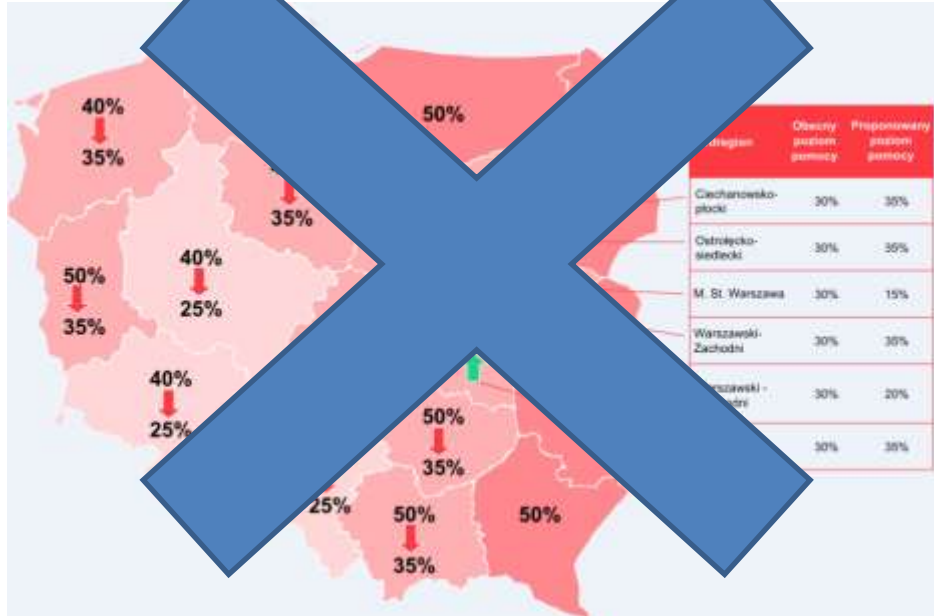 40%
35%
50%
35%
40%
25%
40%
25%
35%
50%
50%
35%
25%
50%
35%
50%
Obecny
poziom
pomocy
Proponowany
poziom
pomocy
Ciechanowsko-
płocki
30%
35%
Ostrołęcko-
siedlecki
30%
35%
M. St. Warszawa
30%
15%
Warszawski-
Zachodni
30%
35%
30%
20%
30%
35%